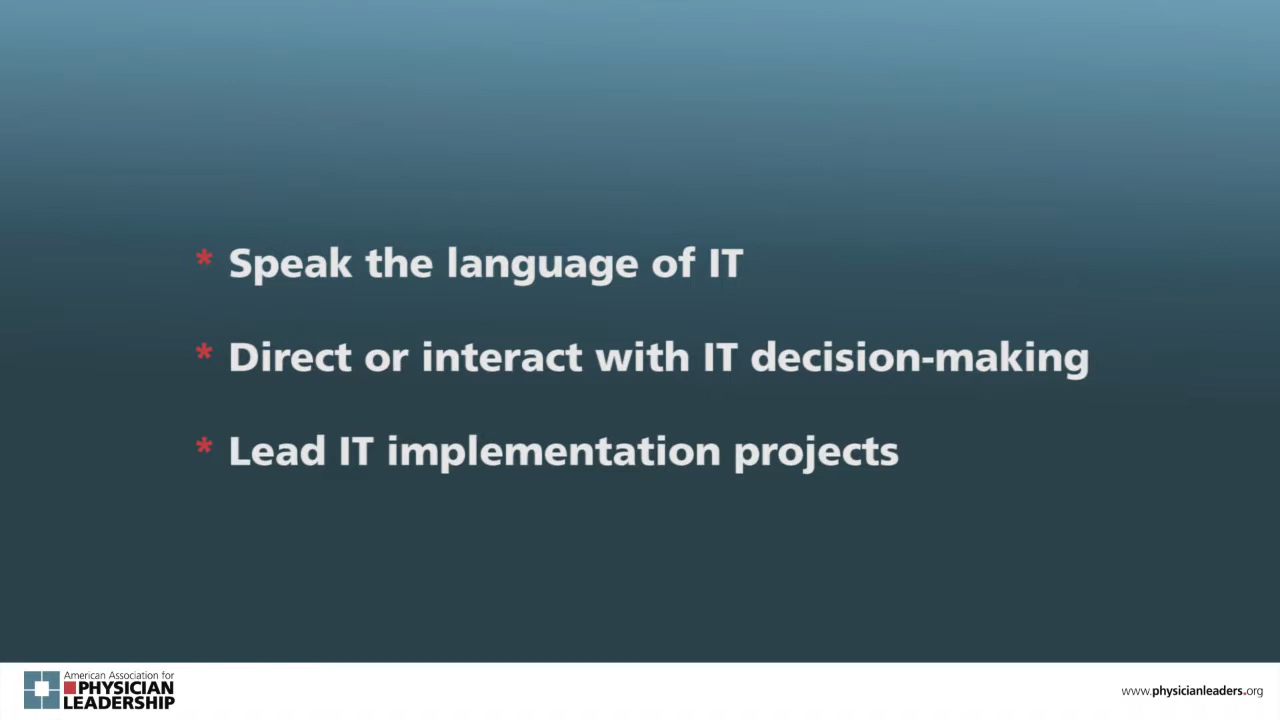 * Speak the language of IT
* Direct or interact with IT decision-making
* Lead IT implementation projects
American Association for
PHYSICIAN
LEADERSHIP
www.physicianleaders.org